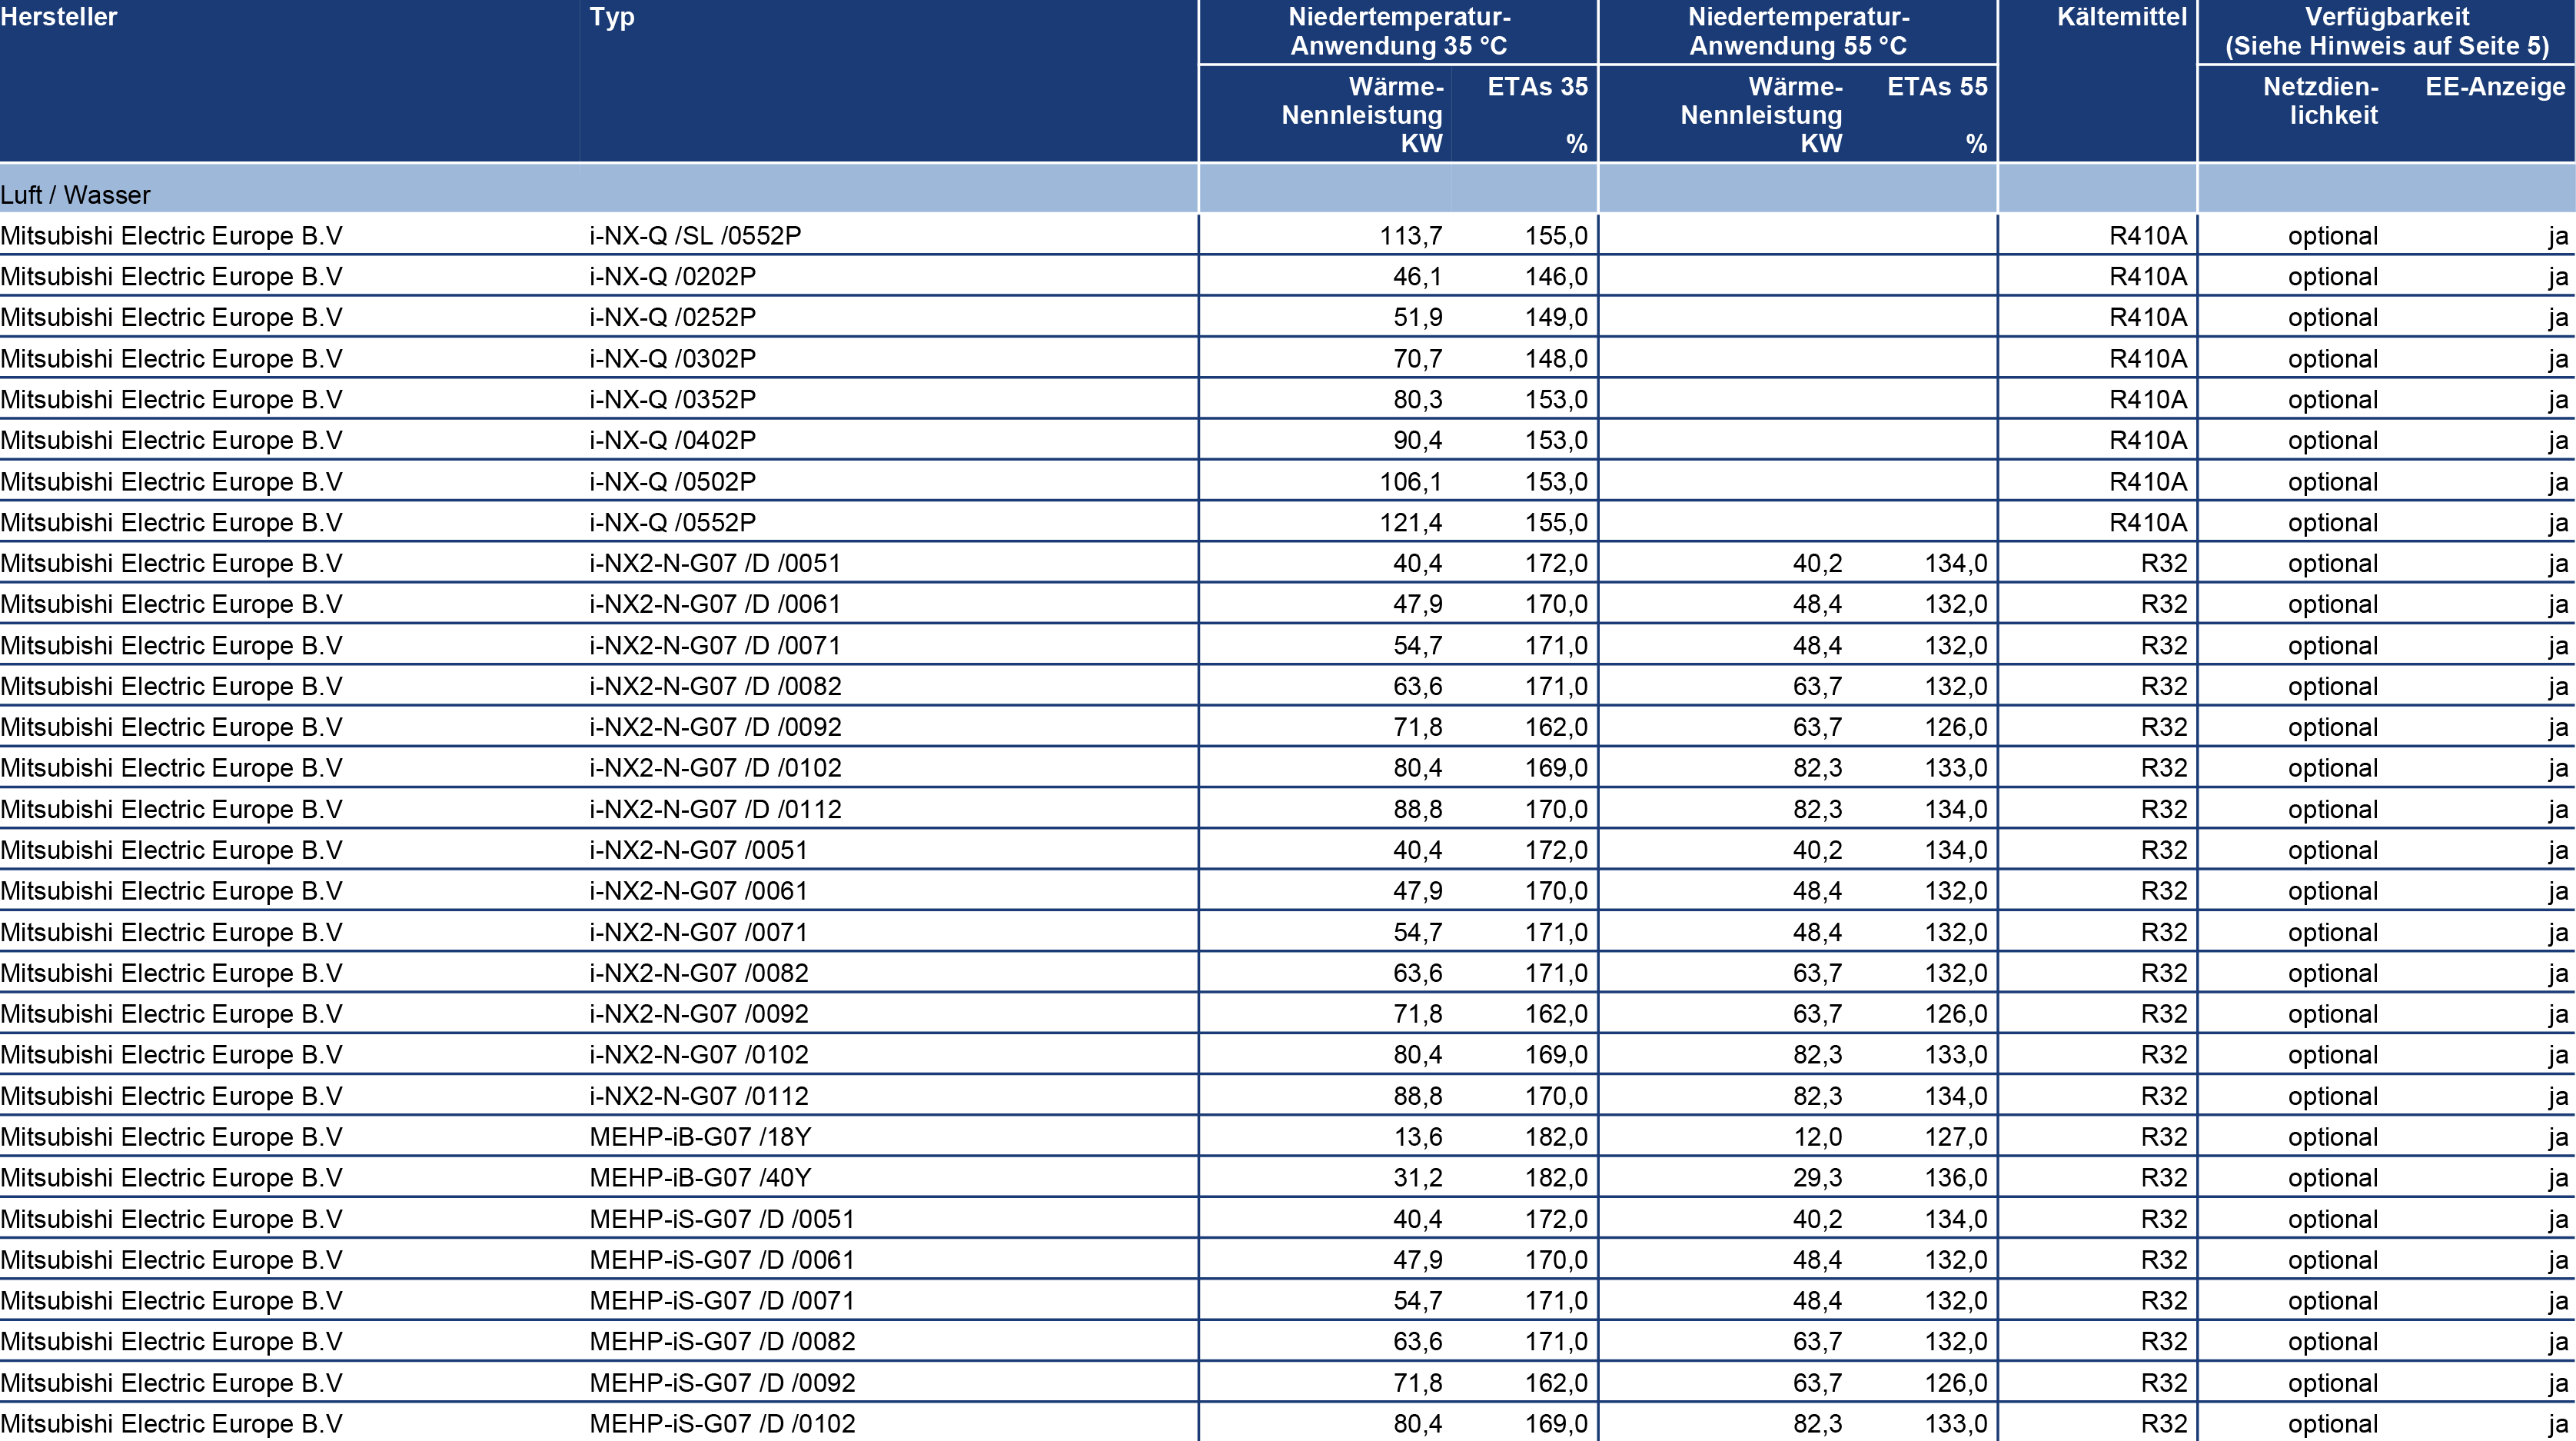 Hersteller Typ Niedertemperatur- Niedertemperatur- Kältemittel Verfügbarkeit
Anwendung 35 °C Anwendung 55 °C (Siehe Hinweis auf Seite 5)
Wärme- ETAs 35 Wärme- ETAs 55 Netzdien- EE-Anzeige
Nennleistung Nennleistung lichkeit
KW % KW %
Luft / Wasser
Mitsubishi Electric Europe B.V i-NX-Q /SL /0552P 113,7 155,0 R410A optional ja
Mitsubishi Electric Europe B.V i-NX-Q /0202P 46,1 146,0 R410A optional ja
Mitsubishi Electric Europe B.V i-NX-Q /0252P 51,9 149,0 R410A optional ja
Mitsubishi Electric Europe B.V i-NX-Q /0302P 70,7 148,0 R410A optional ja
Mitsubishi Electric Europe B.V i-NX-Q /0352P 80,3 153,0 R410A optional ja
Mitsubishi Electric Europe B.V i-NX-Q /0402P 90,4 153,0 R410A optional ja
Mitsubishi Electric Europe B.V i-NX-Q /0502P 106,1 153,0 R410A optional ja
Mitsubishi Electric Europe B.V i-NX-Q /0552P 121,4 155,0 R410A optional ja
Mitsubishi Electric Europe B.V i-NX2-N-G07 /D /0051 40,4 172,0 40,2 134,0 R32 optional ja
Mitsubishi Electric Europe B.V i-NX2-N-G07 /D /0061 47,9 170,0 48,4 132,0 R32 optional ja
Mitsubishi Electric Europe B.V i-NX2-N-G07 /D /0071 54,7 171,0 48,4 132,0 R32 optional ja
Mitsubishi Electric Europe B.V i-NX2-N-G07 /D /0082 63,6 171,0 63,7 132,0 R32 optional ja
Mitsubishi Electric Europe B.V i-NX2-N-G07 /D /0092 71,8 162,0 63,7 126,0 R32 optional ja
Mitsubishi Electric Europe B.V i-NX2-N-G07 /D /0102 80,4 169,0 82,3 133,0 R32 optional ja
Mitsubishi Electric Europe B.V i-NX2-N-G07 /D /0112 88,8 170,0 82,3 134,0 R32 optional ja
Mitsubishi Electric Europe B.V i-NX2-N-G07 /0051 40,4 172,0 40,2 134,0 R32 optional ja
Mitsubishi Electric Europe B.V i-NX2-N-G07 /0061 47,9 170,0 48,4 132,0 R32 optional ja
Mitsubishi Electric Europe B.V i-NX2-N-G07 /0071 54,7 171,0 48,4 132,0 R32 optional ja
Mitsubishi Electric Europe B.V i-NX2-N-G07 /0082 63,6 171,0 63,7 132,0 R32 optional ja
Mitsubishi Electric Europe B.V i-NX2-N-G07 /0092 71,8 162,0 63,7 126,0 R32 optional ja
Mitsubishi Electric Europe B.V i-NX2-N-G07 /0102 80,4 169,0 82,3 133,0 R32 optional ja
Mitsubishi Electric Europe B.V i-NX2-N-G07 /0112 88,8 170,0 82,3 134,0 R32 optional ja
Mitsubishi Electric Europe B.V MEHP-iB-G07 /18Y 13,6 182,0 12,0 127,0 R32 optional ja
Mitsubishi Electric Europe B.V MEHP-iB-G07 /40Y 31,2 182,0 29,3 136,0 R32 optional ja
Mitsubishi Electric Europe B.V MEHP-iS-G07 /D /0051 40,4 172,0 40,2 134,0 R32 optional ja
Mitsubishi Electric Europe B.V MEHP-iS-G07 /D /0061 47,9 170,0 48,4 132,0 R32 optional ja
Mitsubishi Electric Europe B.V MEHP-iS-G07 /D /0071 54,7 171,0 48,4 132,0 R32 optional ja
Mitsubishi Electric Europe B.V MEHP-iS-G07 /D /0082 63,6 171,0 63,7 132,0 R32 optional ja
Mitsubishi Electric Europe B.V MEHP-iS-G07 /D /0092 71,8 162,0 63,7 126,0 R32 optional ja
Mitsubishi Electric Europe B.V MEHP-iS-G07 /D /0102 80,4 169,0 82,3 133,0 R32 optional ja